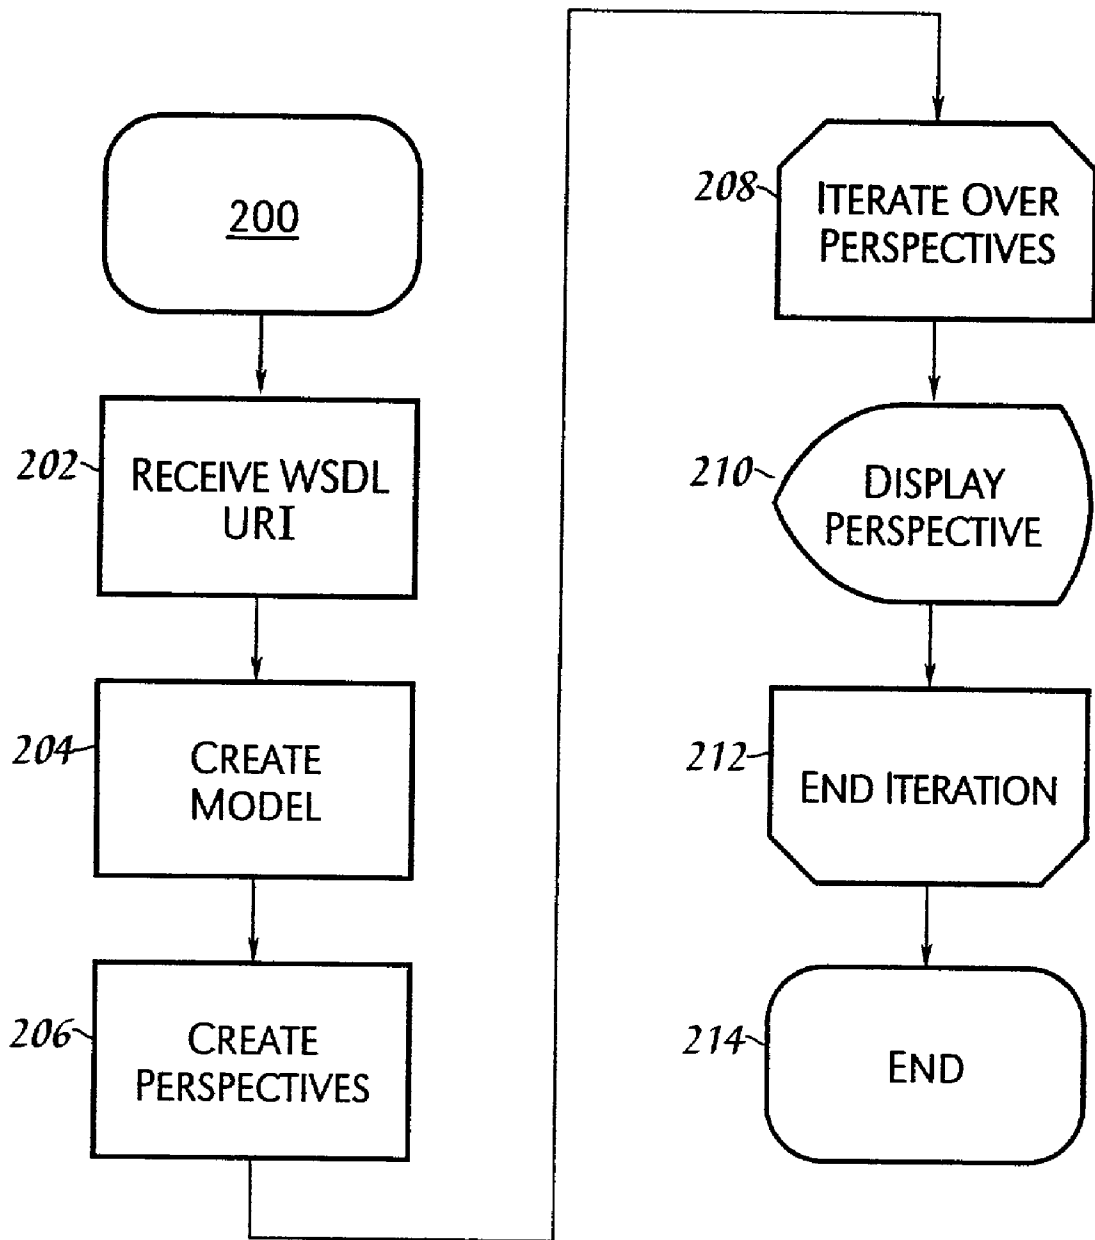 200
202
RECEIVE WSDL
URI
204
CREATE
MODEL
206
CREATE
PERSPECTIVES
208
ITERATE OVER
PERSPECTIVES
210
DISPLAY
PERSPECTIVE
212
END ITERATION
214
END